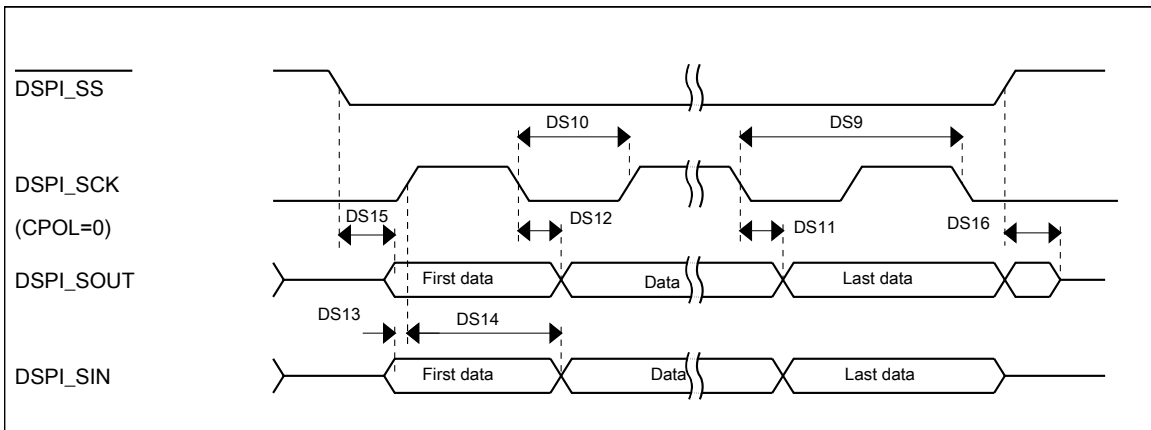 DSPI_SS
DS10
DS9
DSPI_SCK
(CPOL=0)
DS15
DS12
DS11
DS16
DSPI_SOUT
First data
Data
Last data
DS13
DS14
DSPI_SIN
First data
Data
Last data